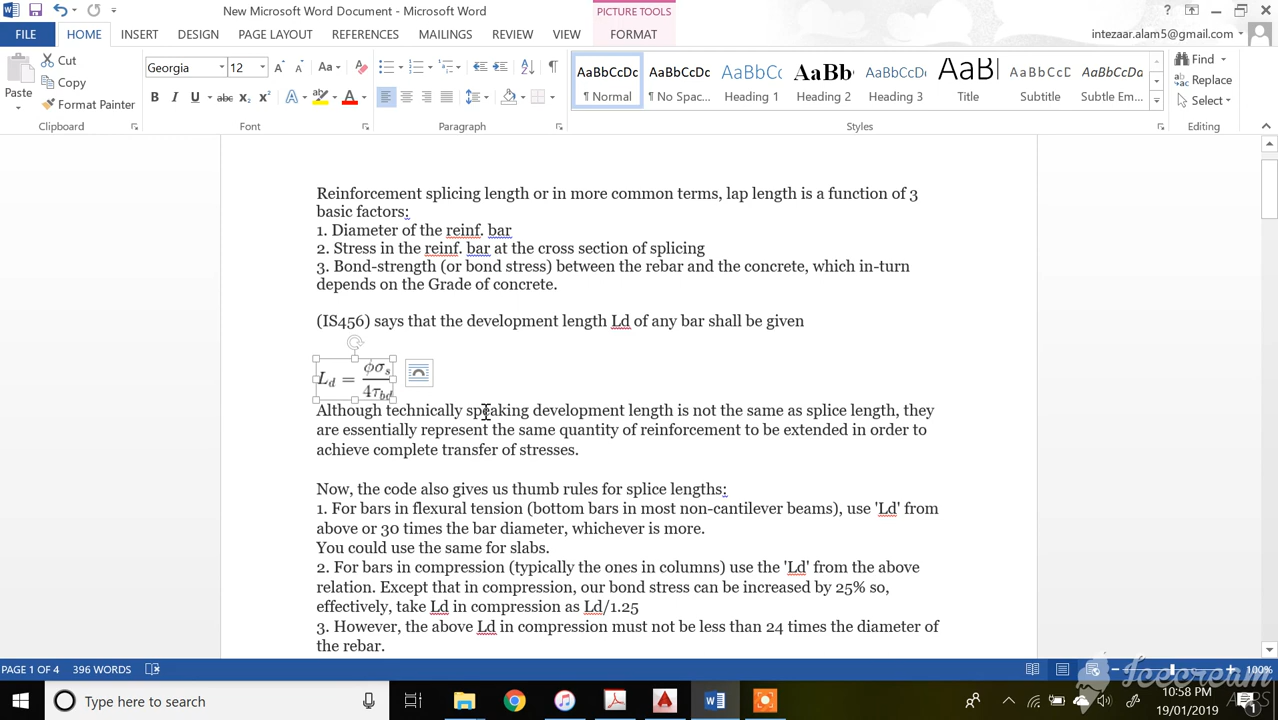 New Microsoft Word Document - Microsoft Word
PICTURE TOOLS
FILE HOME INSERT DESIGN PAGE LAYOUT REFERENCES MAILINGS REVIEW VIEW FORMAT
intezaar.alam5@gmail.com
Paste
Cut
Copy
Format Painter
Georgia 12
AaBbCcDc AaBbCcDc AaBbCc AaBb AaBbCc AaBb AaBbCcD AaBbCcDc
¶ Normal ¶ No Spac... Heading 1 Heading 2 Heading 3 Title Subtitle Subtle Em...
Find
Replace
Select
Clipboard Font Paragraph Styles Editing
Reinforcement splicing length or in more common terms, lap length is a function of 3
basic factors:
1. Diameter of the reinf. bar
2. Stress in the reinf. bar at the cross section of splicing
3. Bond-strength (or bond stress) between the rebar and the concrete, which in-turn
depends on the Grade of concrete.
(IS456) says that the development length Ld of any bar shall be given
L_d = ϕσ_s / 4τ_bd
Although technically speaking development length is not the same as splice length, they
are essentially represent the same quantity of reinforcement to be extended in order to
achieve complete transfer of stresses.
Now, the code also gives us thumb rules for splice lengths:
1. For bars in flexural tension (bottom bars in most non-cantilever beams), use 'Ld' from
above or 30 times the bar diameter, whichever is more.
You could use the same for slabs.
2. For bars in compression (typically the ones in columns) use the 'Ld' from the above
relation. Except that in compression, our bond stress can be increased by 25% so,
effectively, take Ld in compression as Ld/1.25
3. However, the above Ld in compression must not be less than 24 times the diameter of
the rebar.
PAGE 1 OF 4 396 WORDS 100%
Icecream
APPS
Type here to search
10:58 PM
19/01/2019